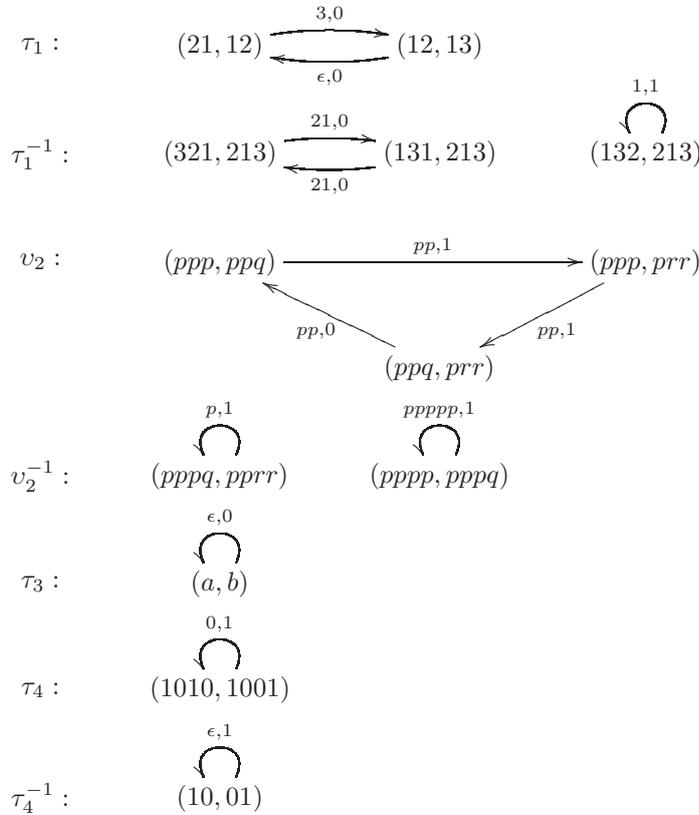 3,0
τ₁ : (21, 12) (12, 13)
ϵ,0
1,1
21,0
τ₁⁻¹ : (321, 213) (131, 213) (132, 213)
21,0
pp,1
υ₂ : (ppp, ppq) (ppp, prr)
pp,0 pp,1
(ppq, prr)
p,1 ppppp,1
υ₂⁻¹ : (pppq, pprr) (pppp, pppq)
ϵ,0
τ₃ : (a, b)
0,1
τ₄ : (1010, 1001)
ϵ,1
τ₄⁻¹ : (10, 01)